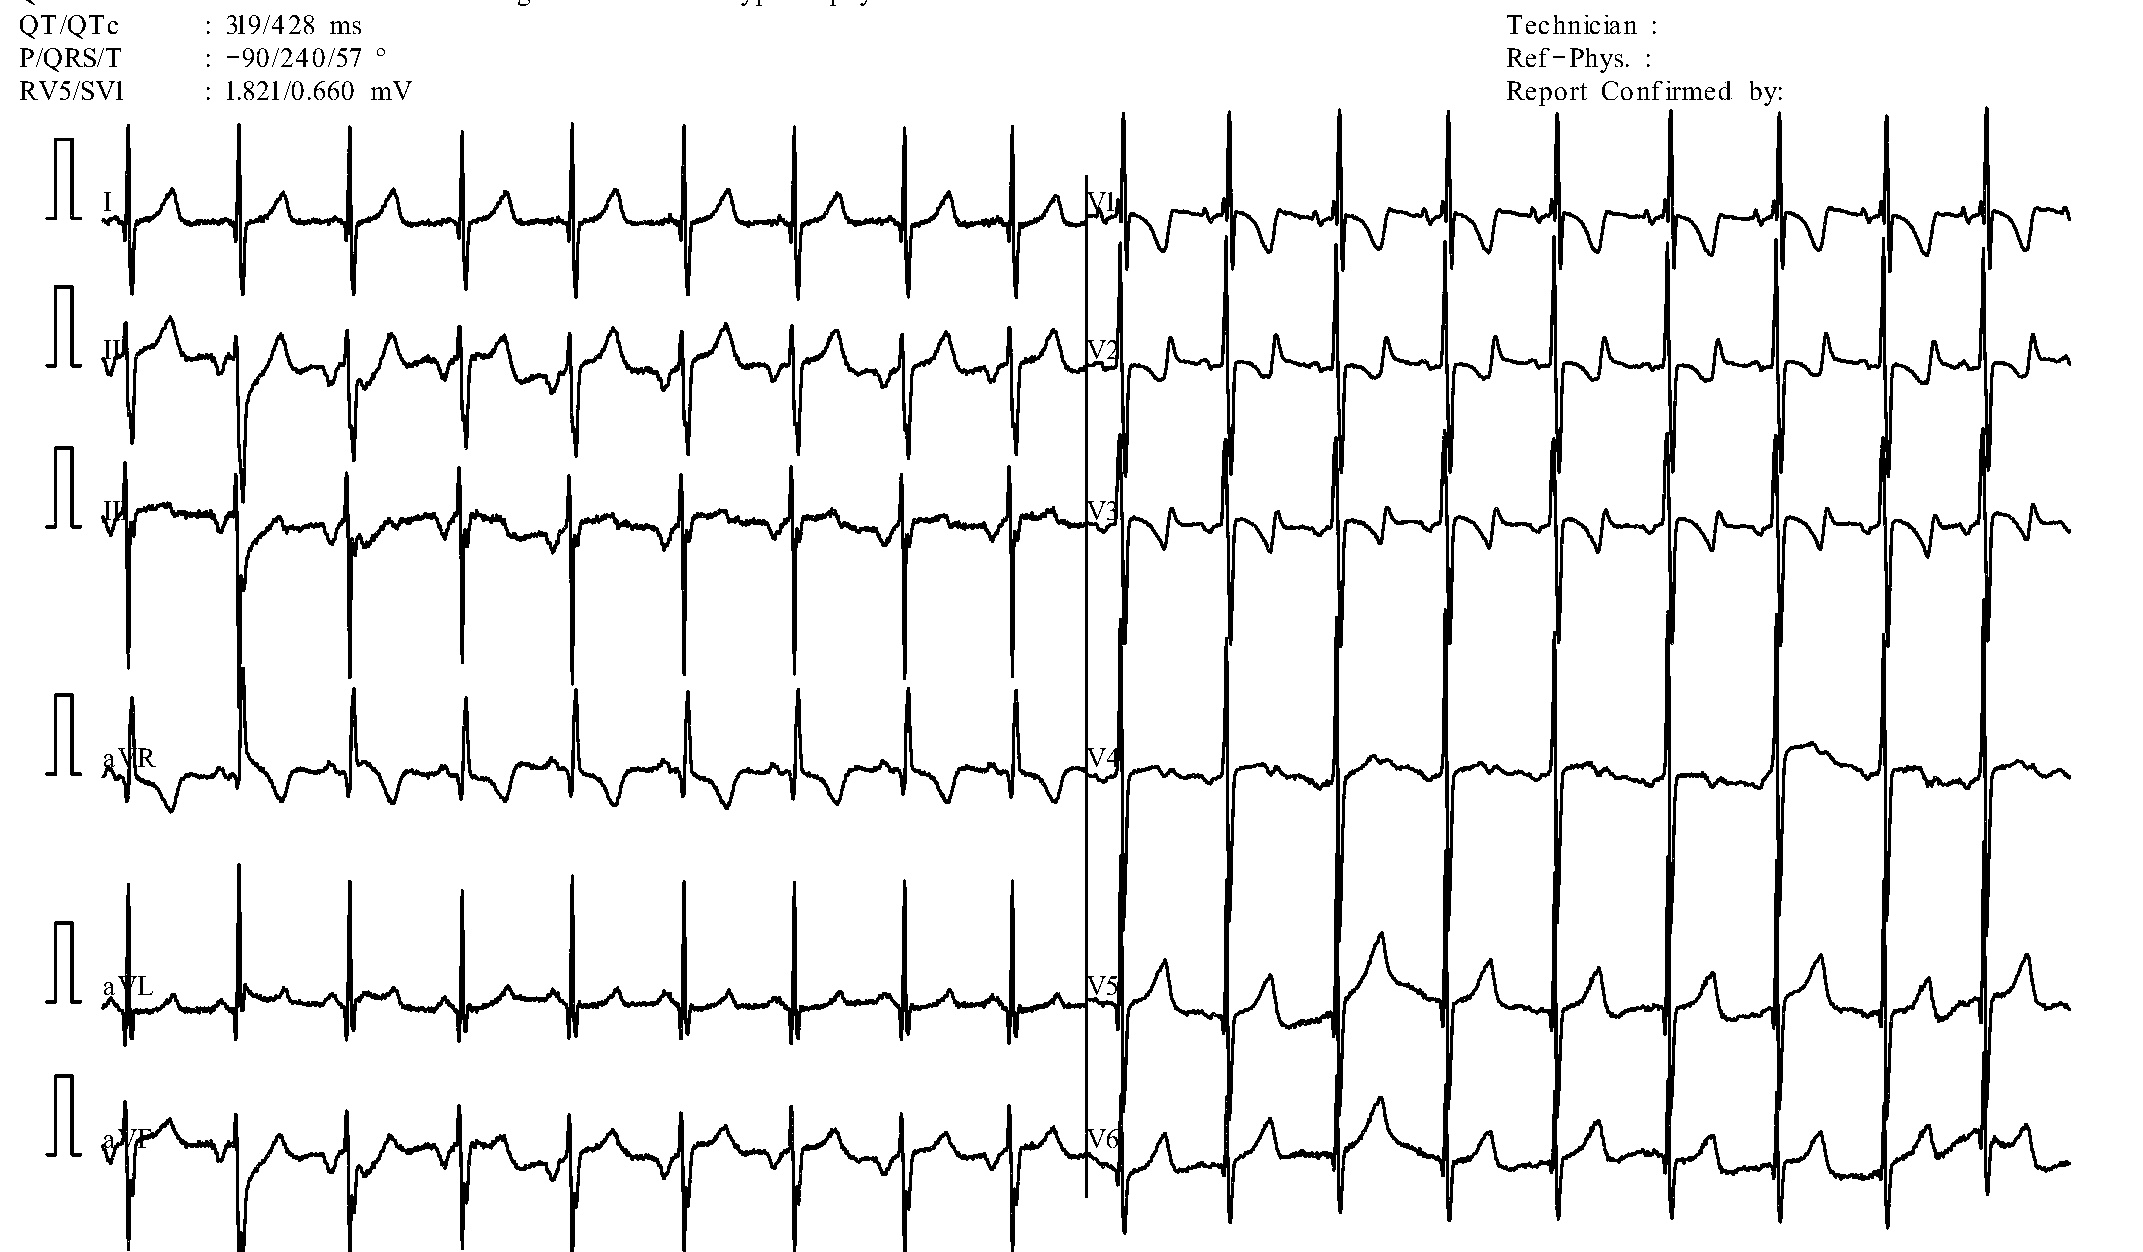 QT/QTc : 319/428 ms
P/QRS/T : −90/240/57 °
RV5/SV1 : 1.821/0.660 mV
Technician :
Ref−Phys. :
Report Confirmed by:
I
II
III
aVR
aVL
aVF
V1
V2
V3
V4
V5
V6